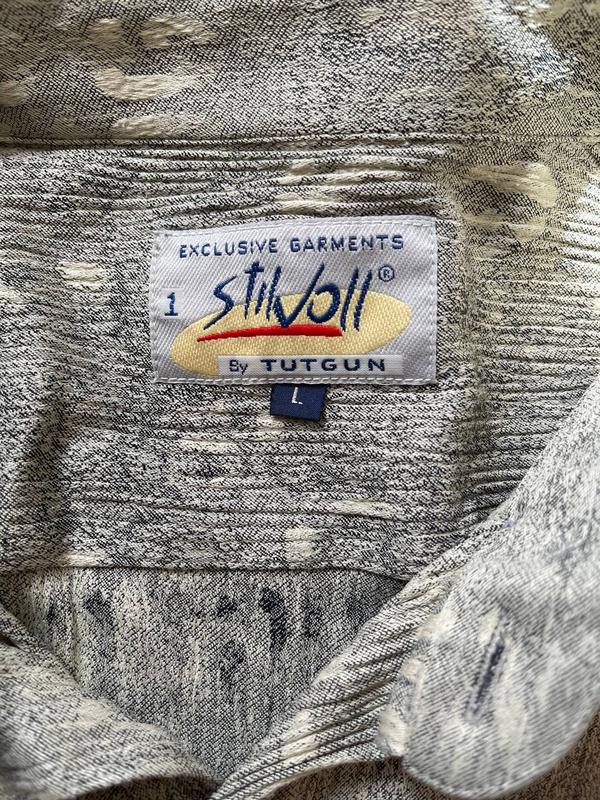 EXCLUSIVE GARMENTS
1
Stilvoll®
By TUTGUN
L